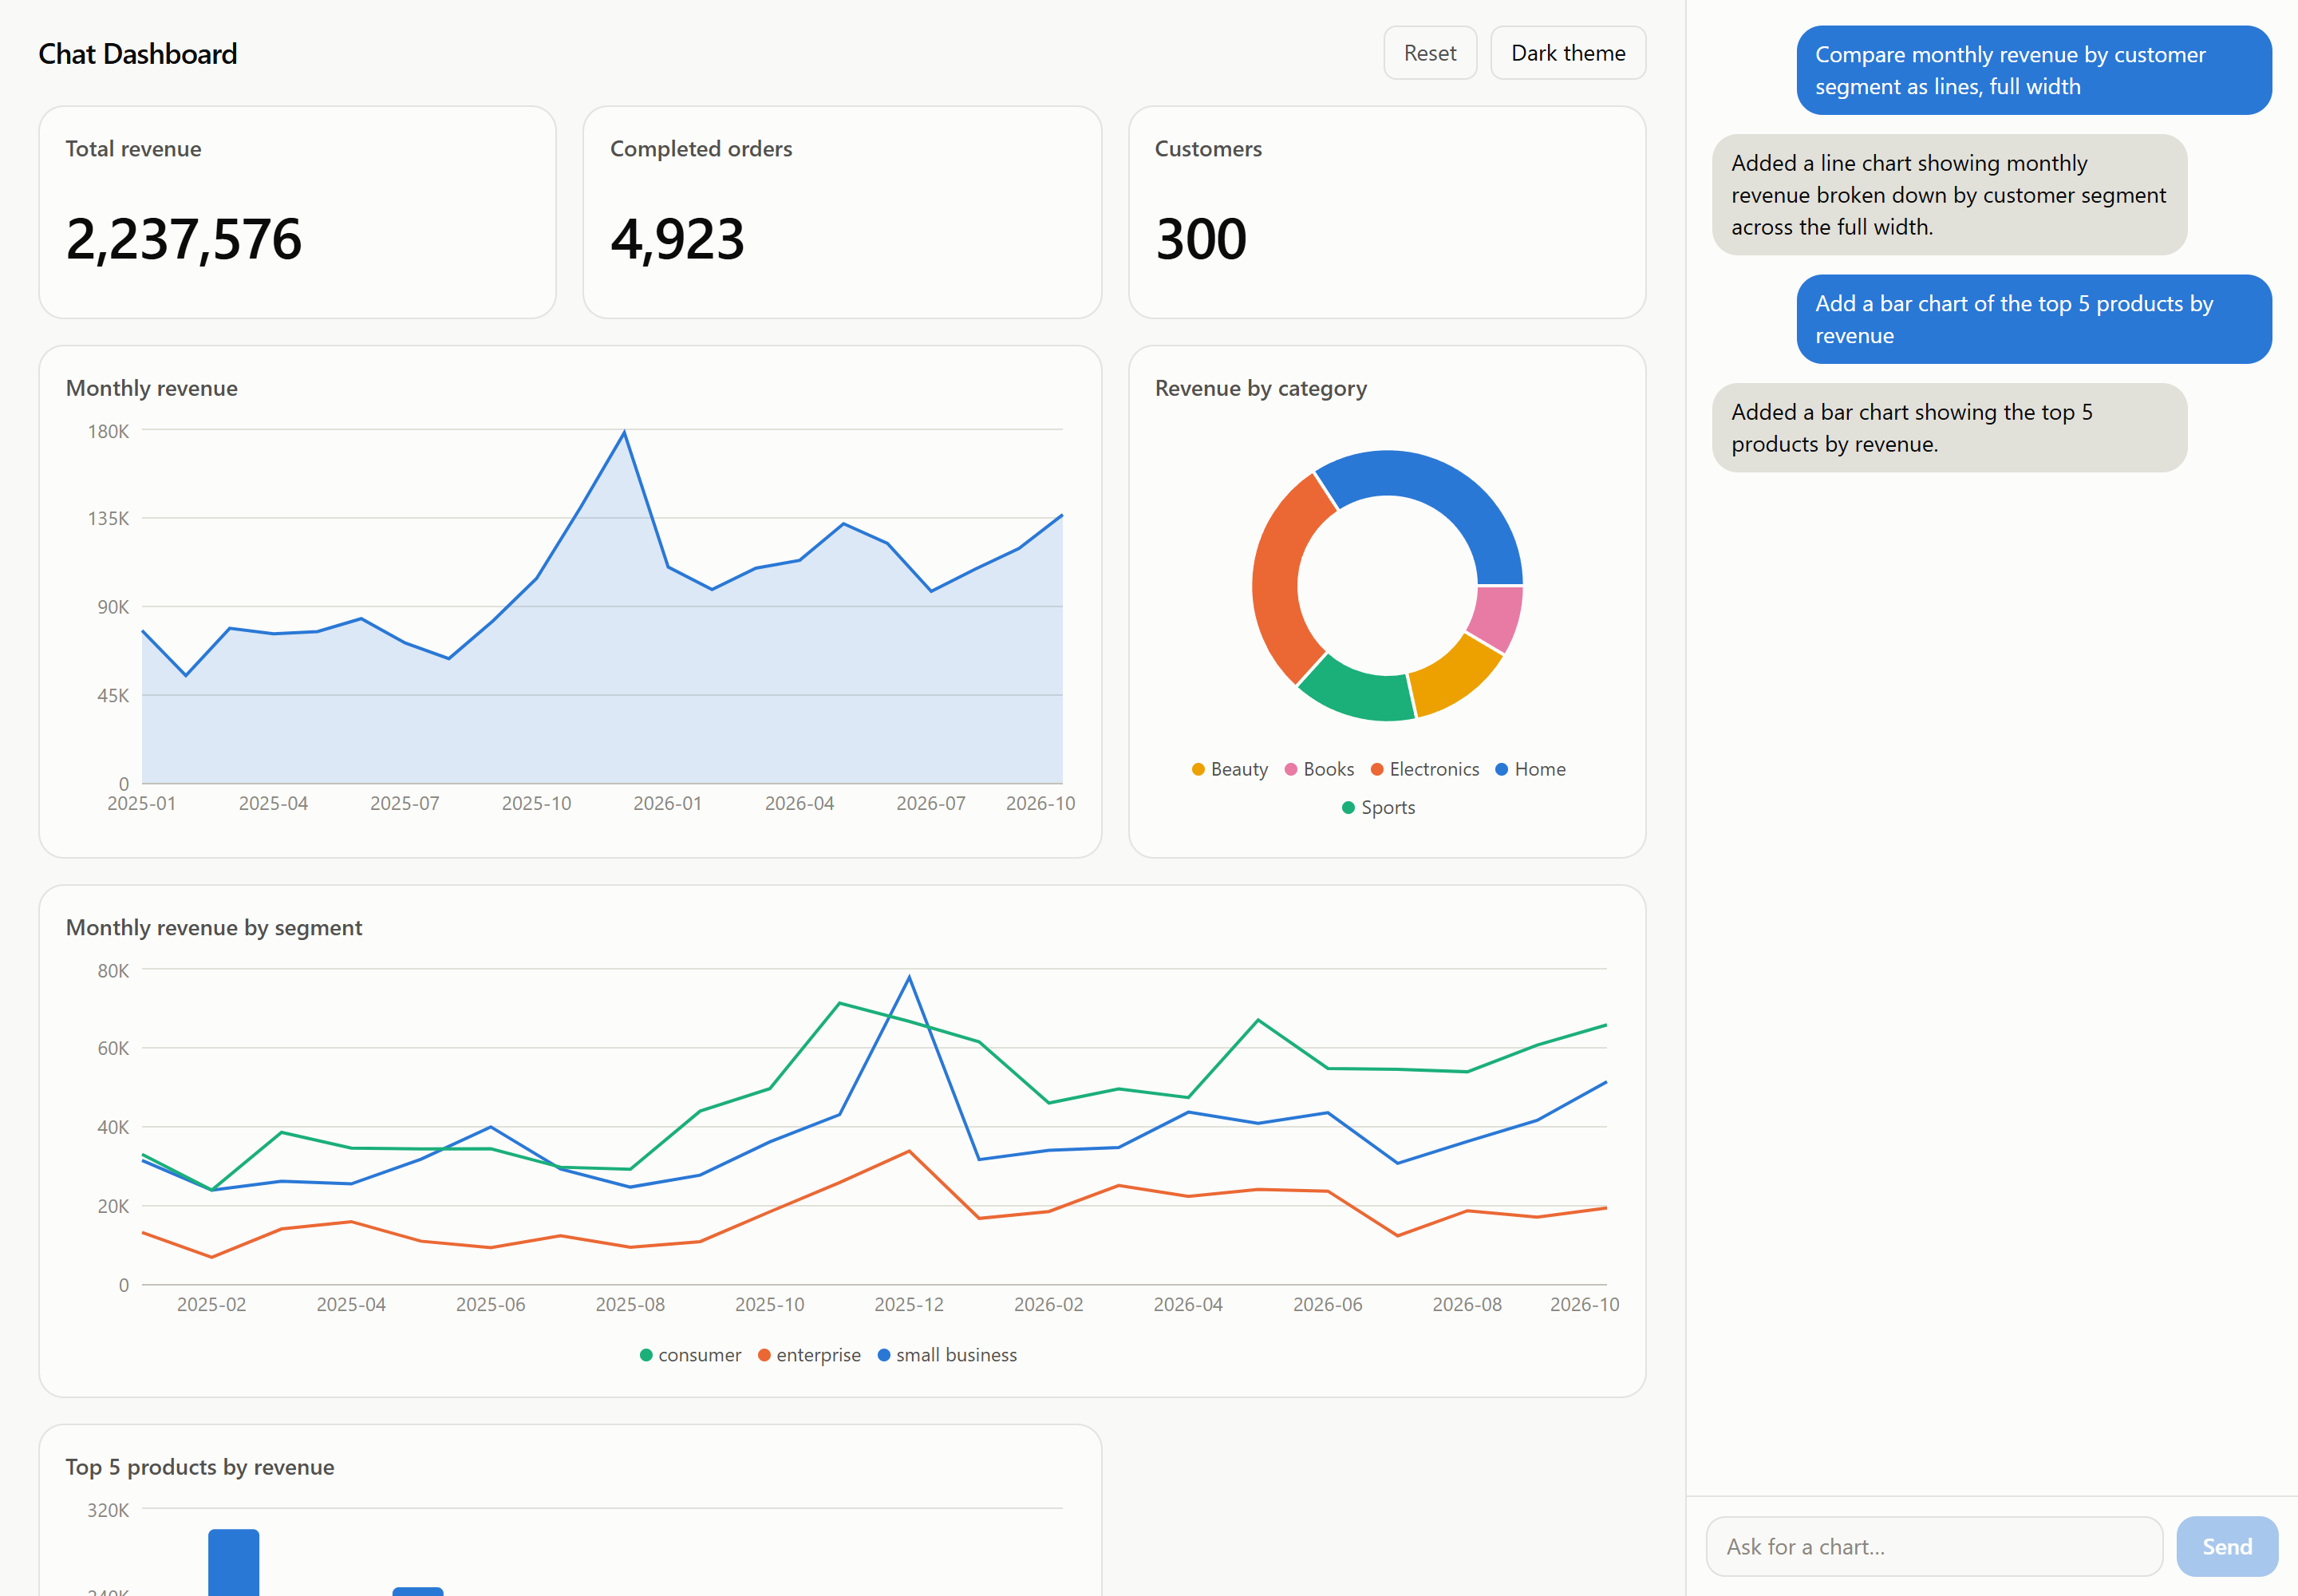 Chat Dashboard
Reset
Dark theme
Total revenue
2,237,576
Completed orders
4,923
Customers
300
Monthly revenue
180K
135K
90K
45K
0
2025-01
2025-04
2025-07
2025-10
2026-01
2026-04
2026-07
2026-10
Revenue by category
Beauty
Books
Electronics
Home
Sports
Monthly revenue by segment
80K
60K
40K
20K
0
2025-02
2025-04
2025-06
2025-08
2025-10
2025-12
2026-02
2026-04
2026-06
2026-08
2026-10
consumer
enterprise
small business
Top 5 products by revenue
320K
240K
Compare monthly revenue by customer
segment as lines, full width
Added a line chart showing monthly
revenue broken down by customer segment
across the full width.
Add a bar chart of the top 5 products by
revenue
Added a bar chart showing the top 5
products by revenue.
Ask for a chart...
Send